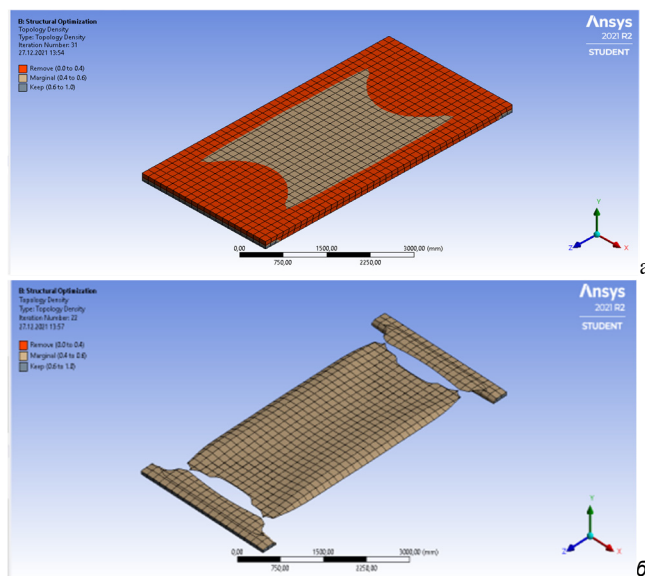 B: Structural Optimization
Topology Density
Type: Topology Density
Iteration Number: 31
27.12.2021 13:54
Remove (0.0 to 0.4)
Marginal (0.4 to 0.6)
Keep (0.6 to 1.0)
Ansys
2021 R2
STUDENT
0,00 1500,00 3000,00 (mm)
750,00 2250,00
Y
Z X
а
B: Structural Optimization
Topology Density
Type: Topology Density
Iteration Number: 22
27.12.2021 13:57
Remove (0.0 to 0.4)
Marginal (0.4 to 0.6)
Keep (0.6 to 1.0)
Ansys
2021 R2
STUDENT
0,00 1500,00 3000,00 (mm)
750,00 2250,00
Y
Z X
б